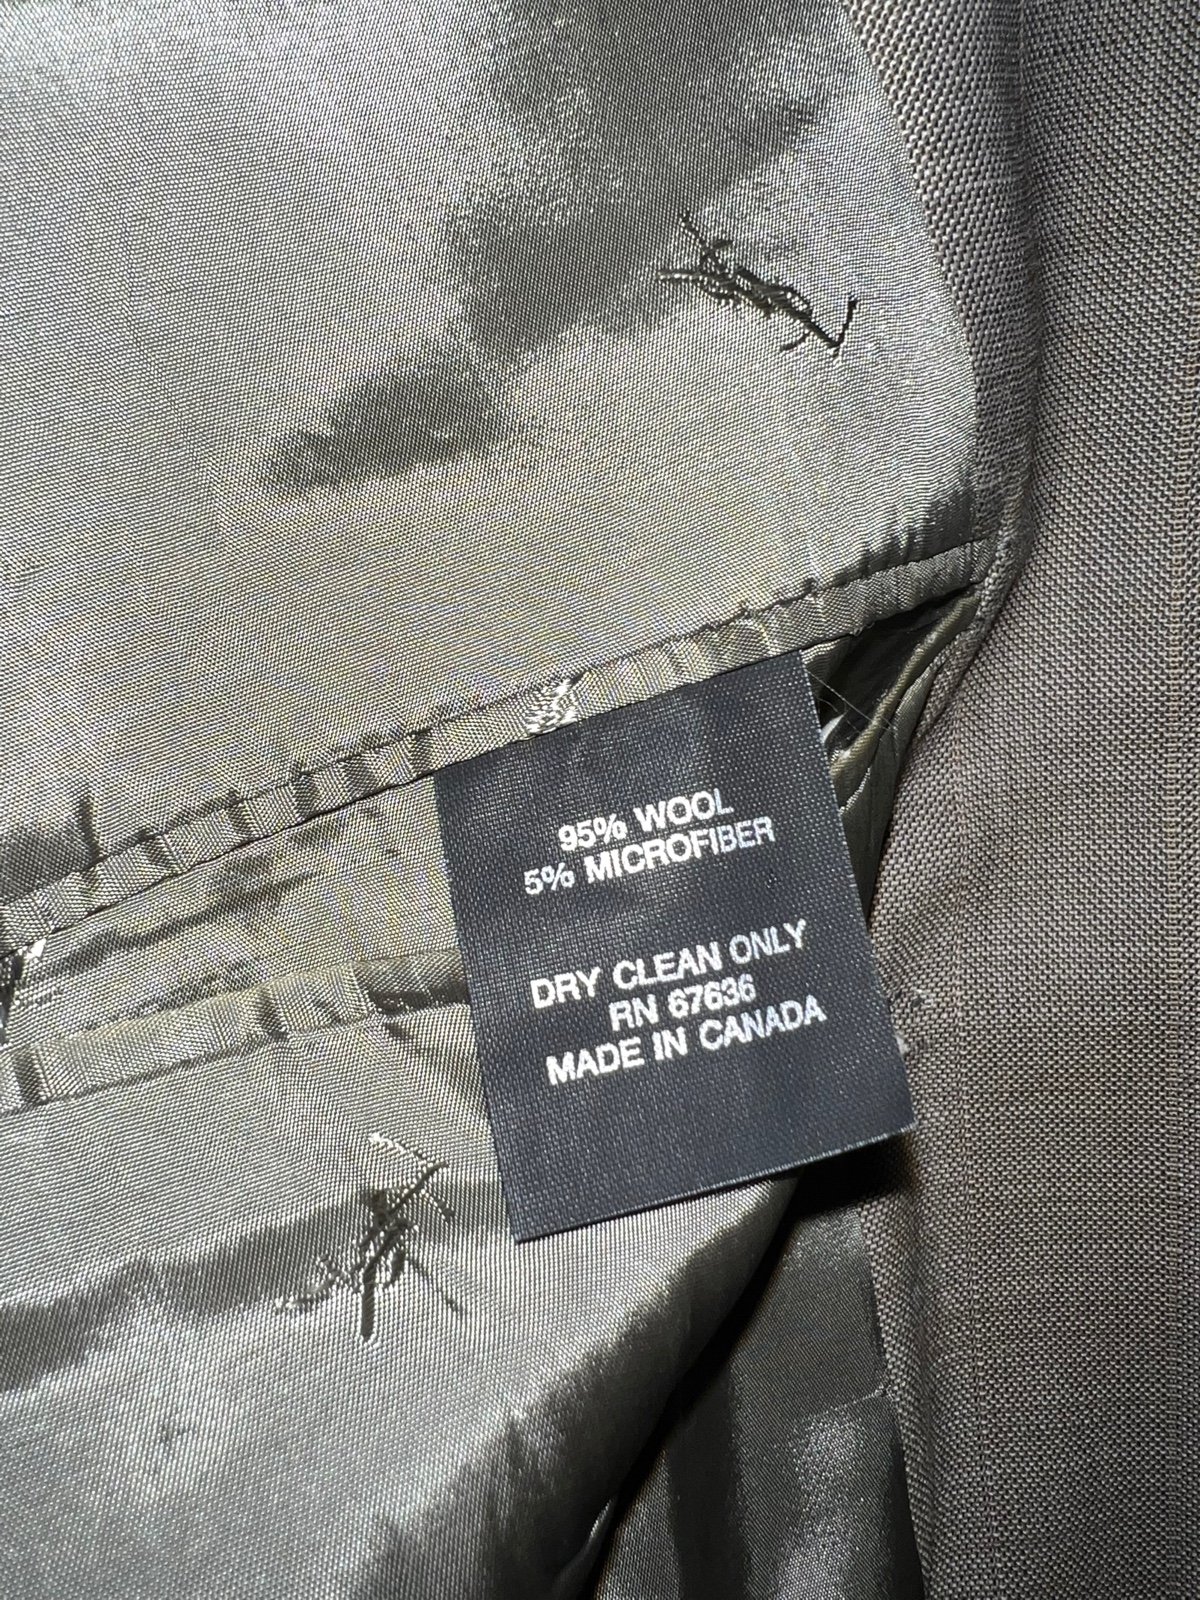 95% WOOL
5% MICROFIBER
DRY CLEAN ONLY
RN 67636
MADE IN CANADA